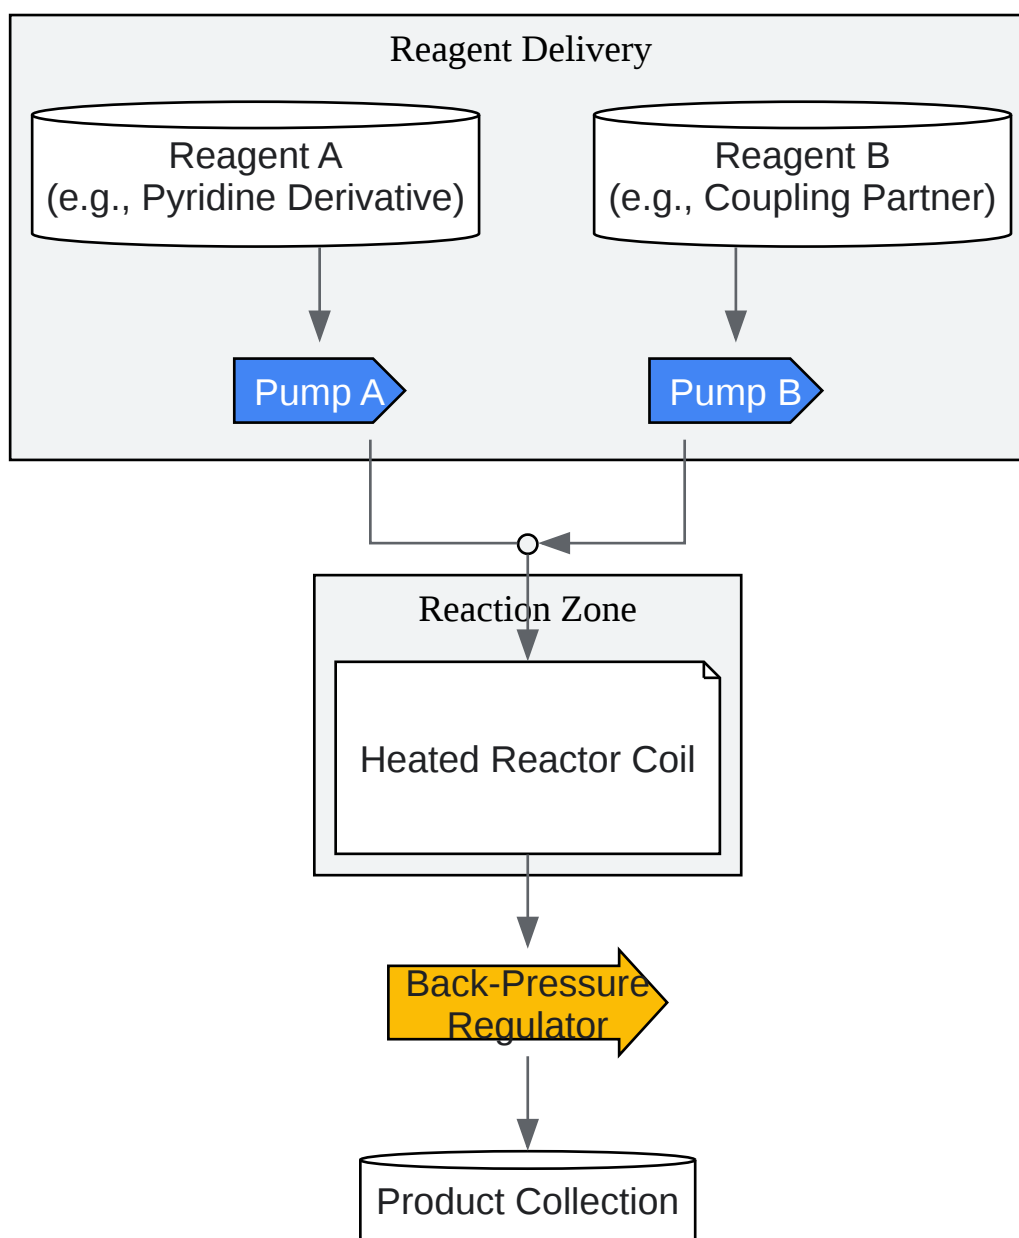 Reagent Delivery
Reagent A
(e.g., Pyridine Derivative)
Reagent B
(e.g., Coupling Partner)
Pump A
Pump B
Reaction Zone
Heated Reactor Coil
Back-Pressure
Regulator
Product Collection